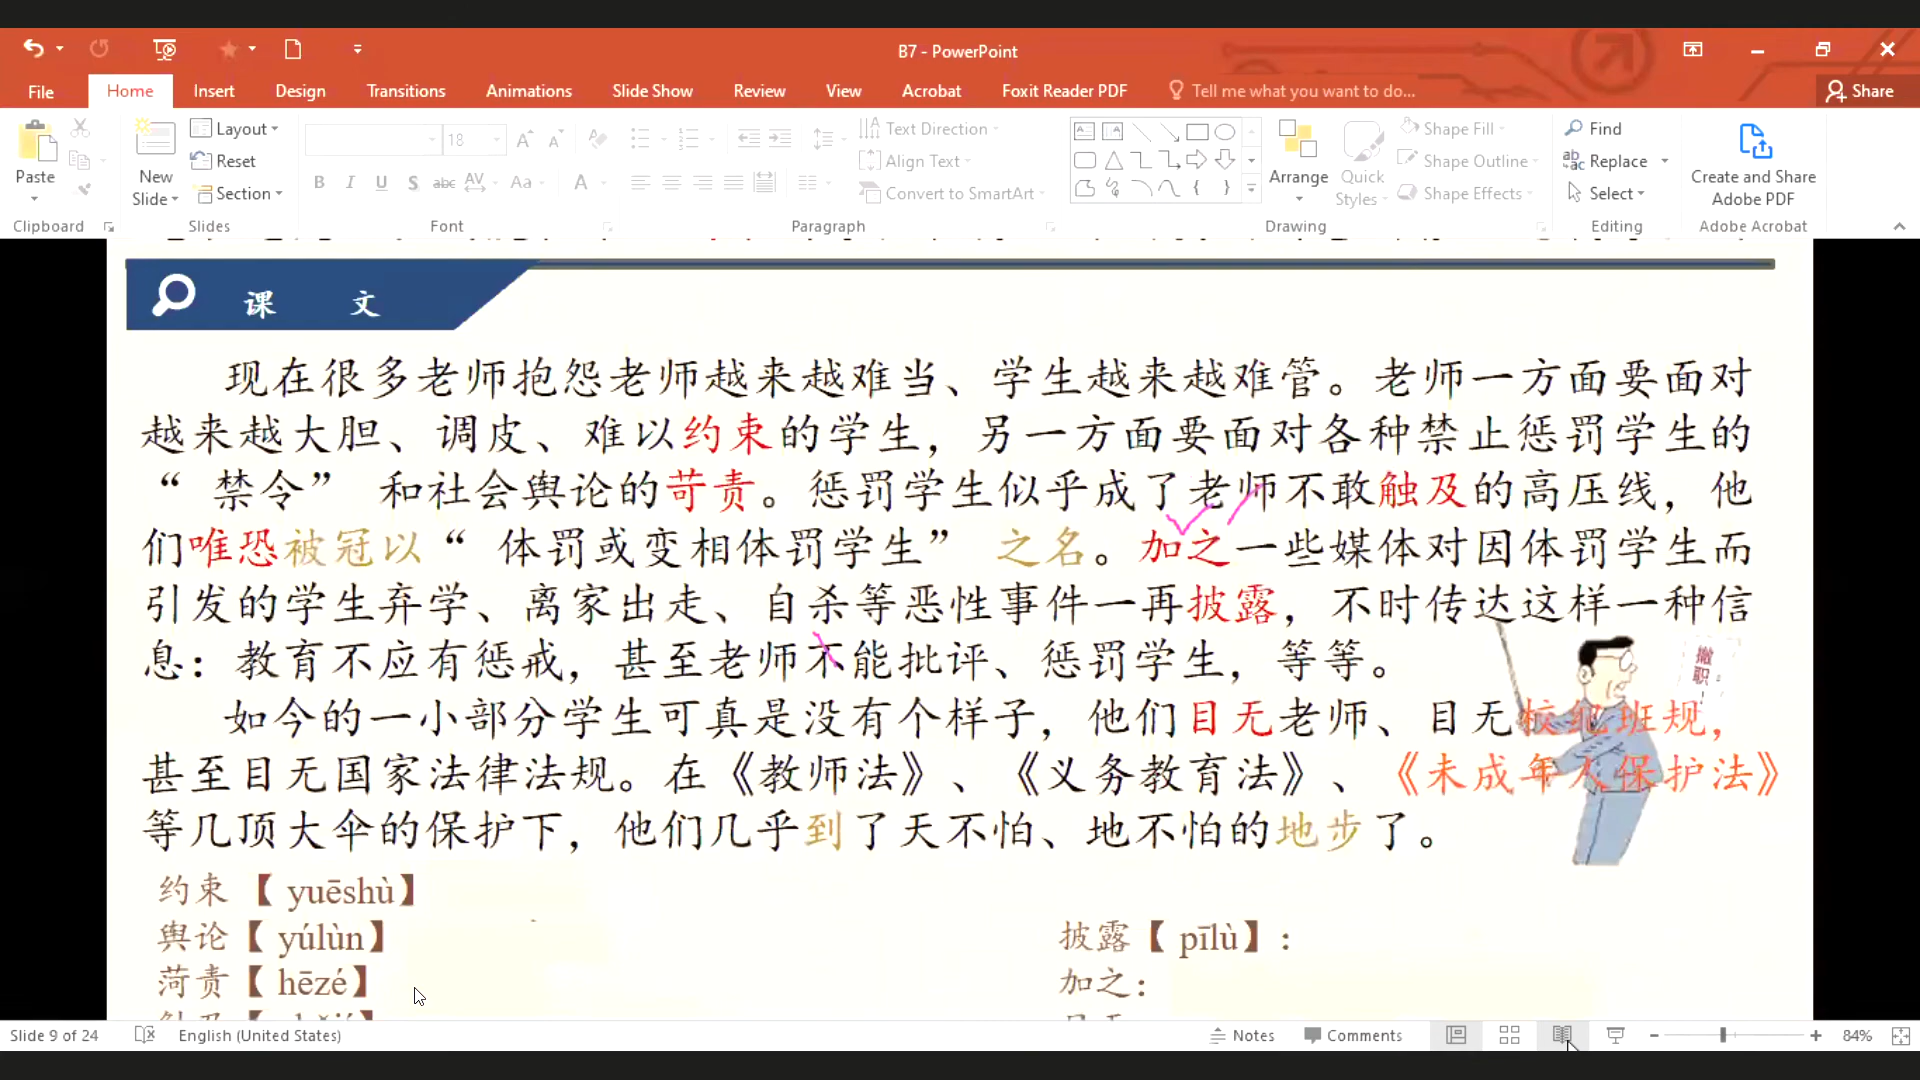 B7 - PowerPoint
File Home Insert Design Transitions Animations Slide Show Review View Acrobat Foxit Reader PDF Tell me what you want to do... Share
Paste
Clipboard
New Slide
Layout
Reset
Section
Slides
18
B I U S abc AV Aa A
Font
Text Direction
Align Text
Convert to SmartArt
Paragraph
Arrange
Quick Styles
Shape Fill
Shape Outline
Shape Effects
Drawing
Find
Replace
Select
Editing
Create and Share Adobe PDF
Adobe Acrobat
课 文
现在很多老师抱怨老师越来越难当、学生越来越难管。老师一方面要面对
越来越大胆、调皮、难以约束的学生，另一方面要面对各种禁止惩罚学生的
“禁令” 和社会舆论的苛责。惩罚学生似乎成了老师不敢触及的高压线，他
们唯恐被冠以“体罚或变相体罚学生” 之名。加之一些媒体对因体罚学生而
引发的学生弃学、离家出走、自杀等恶性事件一再披露，不时传达这样一种信
息：教育不应有惩戒，甚至老师不能批评、惩罚学生，等等。
撤职！
如今的一小部分学生可真是没有个样子，他们目无老师、目无校纪班规，
甚至目无国家法律法规。在《教师法》、《义务教育法》、《未成年人保护法》
等几顶大伞的保护下，他们几乎到了天不怕、地不怕的地步了。
约束【 yuēshù】
舆论【 yúlùn】
菏责【 hēzé】
披露【 pīlù】：
加之：
Slide 9 of 24 English (United States) Notes Comments 84%